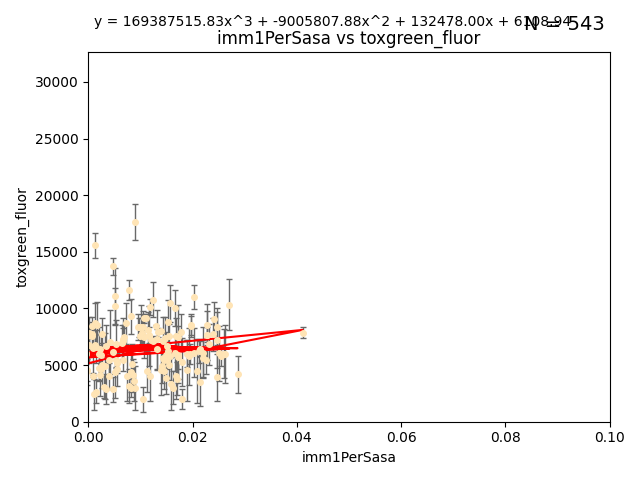 y = 169387515.83x^3 + -9005807.88x^2 + 132478.00x + 6108.94
N = 543
imm1PerSasa vs toxgreen_fluor
30000
25000
20000
15000
10000
5000
0
toxgreen_fluor
0.00 0.02 0.04 0.06 0.08 0.10
imm1PerSasa